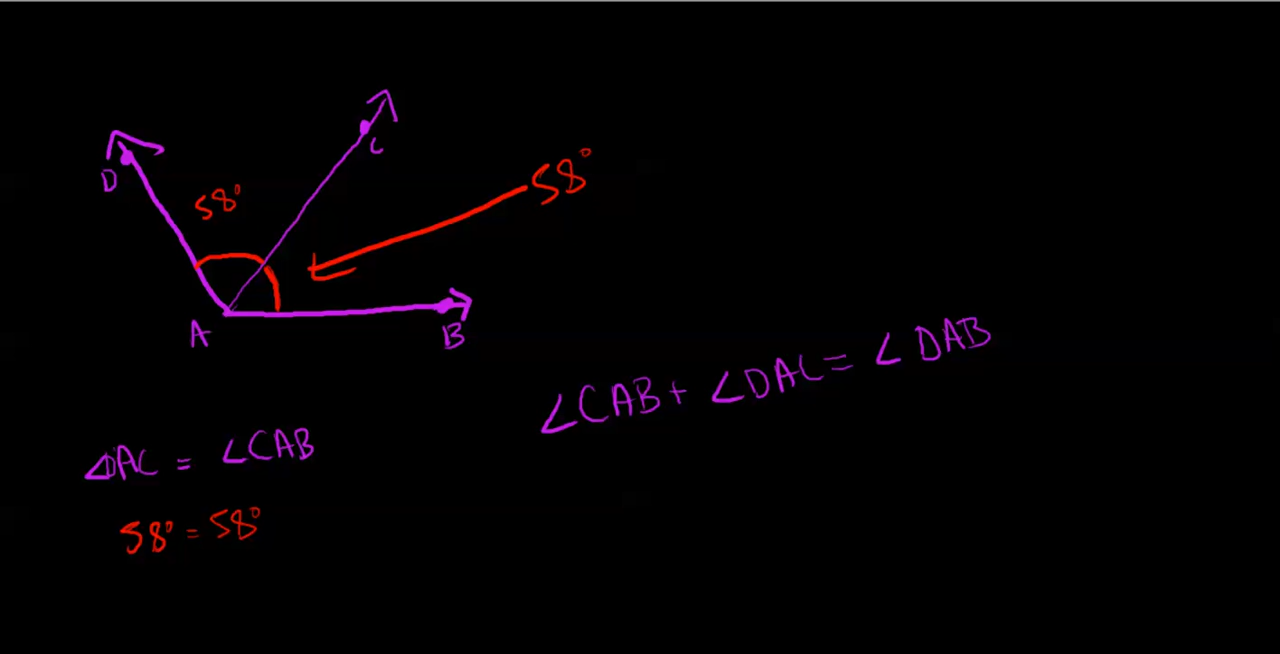 C
D
58°
58°
A
B
∠CAB + ∠DAC = ∠DAB
∠DAC = ∠CAB
58° = 58°